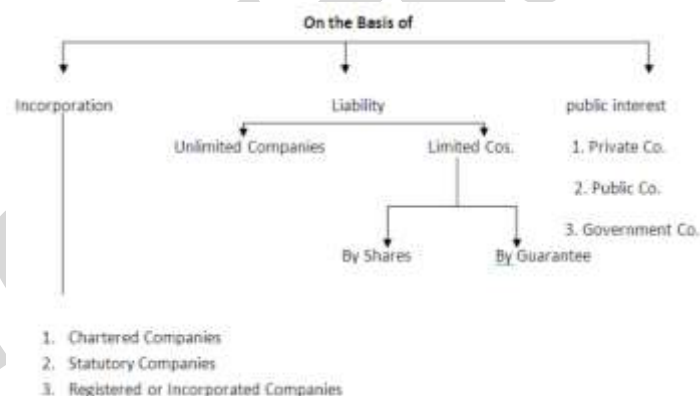 On the Basis of
Incorporation
Liability
public interest
Unlimited Companies
Limited Cos.
1. Private Co.
2. Public Co.
3. Government Co.
By Shares
By Guarantee
1. Chartered Companies
2. Statutory Companies
3. Registered or Incorporated Companies